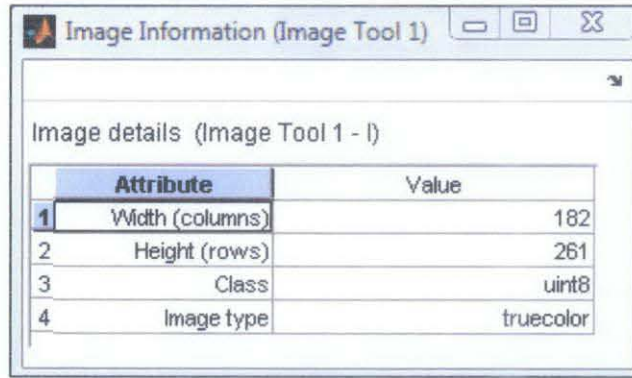 Image Information (Image Tool 1)
Image details (Image Tool 1 - I)
Attribute Value
1 Width (columns) 182
2 Height (rows) 261
3 Class uint8
4 Image type truecolor